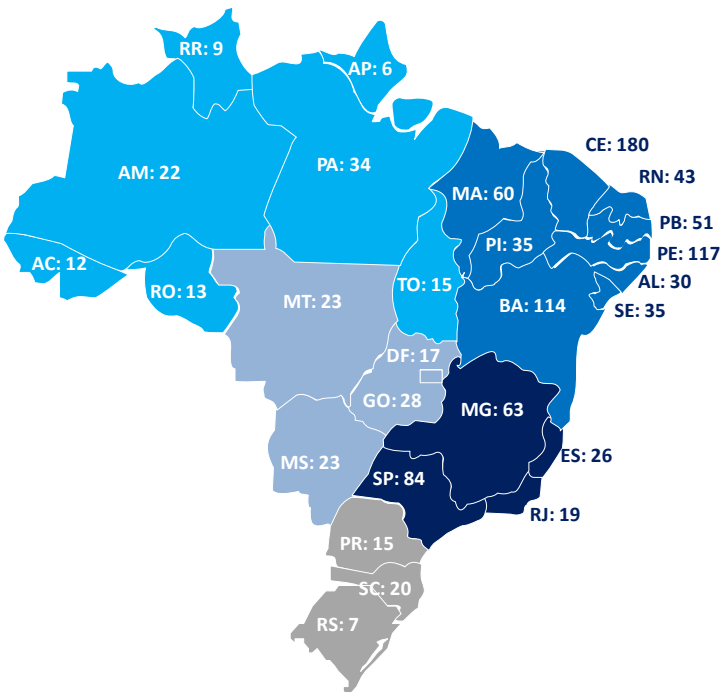 RR: 9
AP: 6
CE: 180
AM: 22
PA: 34
RN: 43
MA: 60
PB: 51
PI: 35
PE: 117
AC: 12
RO: 13
TO: 15
AL: 30
MT: 23
BA: 114
SE: 35
DF: 17
GO: 28
MG: 63
ES: 26
MS: 23
SP: 84
RJ: 19
PR: 15
SC: 20
RS: 7